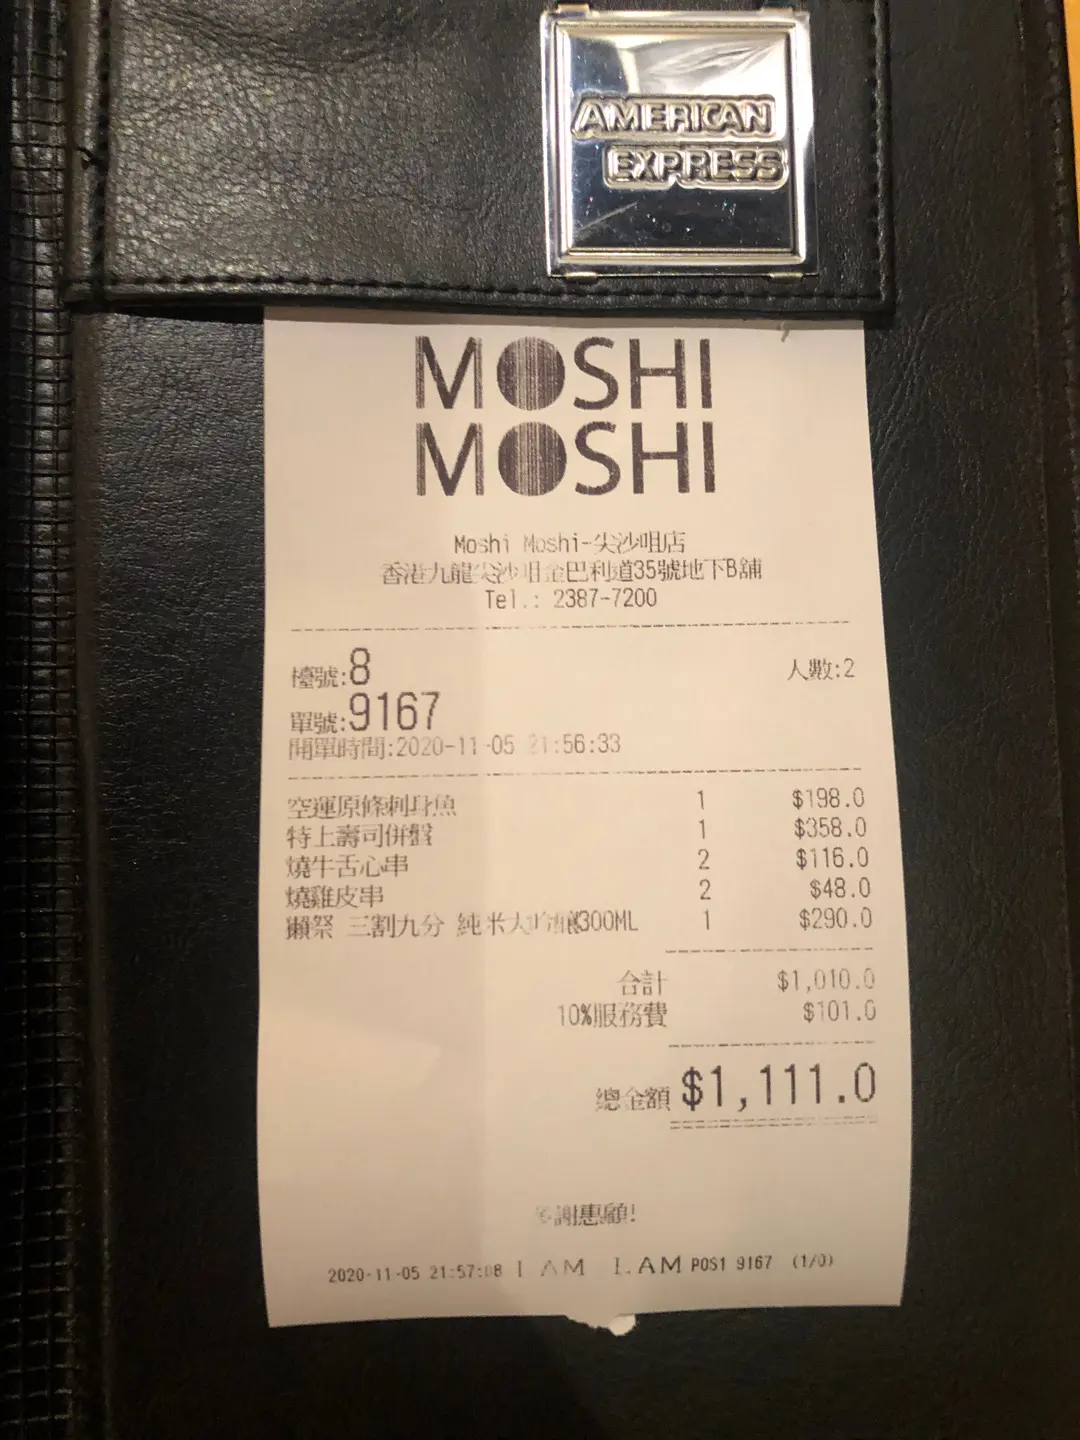 AMERICAN
EXPRESS
MOSHI
MOSHI
Moshi Moshi-尖沙咀店
香港九龍尖沙咀金巴利道35號地下B舖
Tel.: 2387-7200
檯號:8 人數:2
單號:9167
開單時間:2020-11-05 21:56:33
空運原條刺身魚 1 $198.0
特上壽司併盤 1 $358.0
燒牛舌心串 2 $116.0
燒雞皮串 2 $48.0
獺祭 三割九分 純米大吟釀300ML 1 $290.0
合計 $1,010.0
10%服務費 $101.0
總金額 $1,111.0
多謝惠顧!
2020-11-05 21:57:08 I AM I.AM POS1 9167 (1/0)